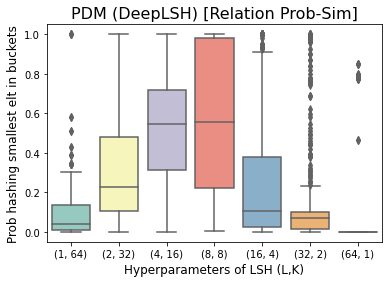 PDM (DeepLSH) [Relation Prob-Sim]
Prob hashing smallest elt in buckets
1.0
0.8
0.6
0.4
0.2
0.0
(1, 64) (2, 32) (4, 16) (8, 8) (16, 4) (32, 2) (64, 1)
Hyperparameters of LSH (L,K)